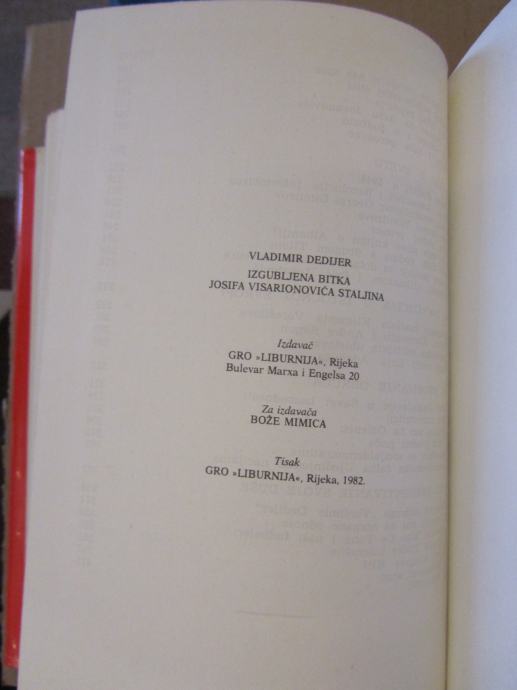 VLADIMIR DEDIJER
IZGUBLJENA BITKA
JOSIFA VISARIONOVIĆA STALJINA
Izdavač
GRO »LIBURNIJA«, Rijeka
Bulevar Marxa i Engelsa 20
Za izdavača
BOŽE MIMICA
Tisak
GRO »LIBURNIJA«, Rijeka, 1982.